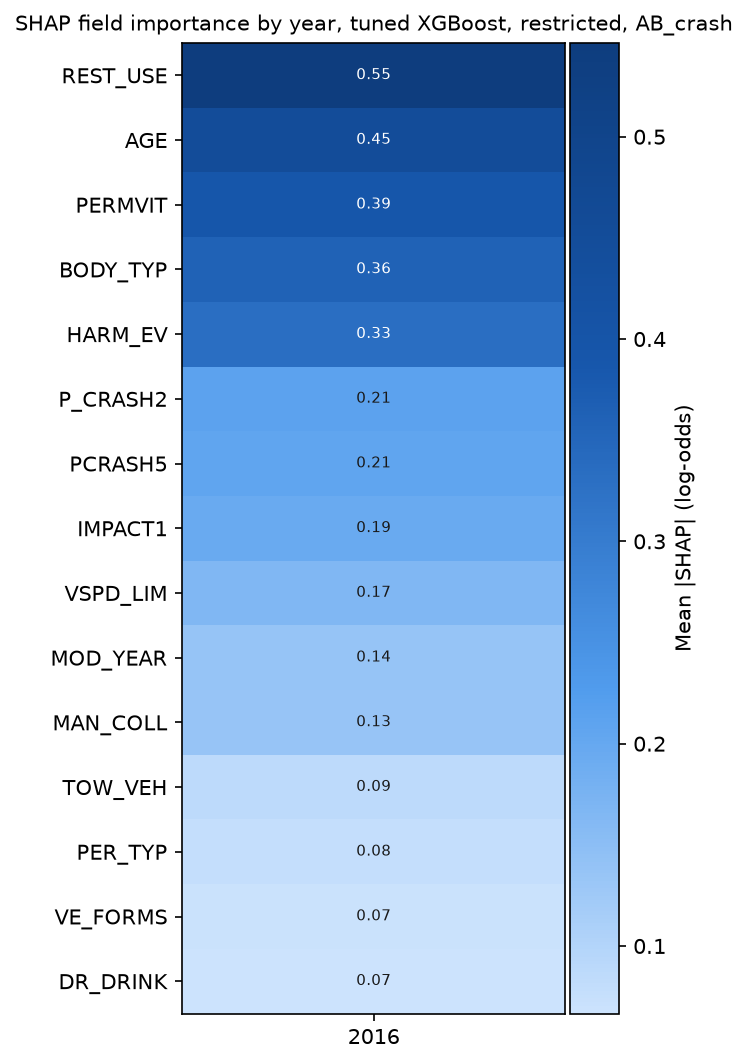 SHAP field importance by year, tuned XGBoost, restricted, AB_crash
REST_USE 0.55
AGE 0.45
PERMVIT 0.39
BODY_TYP 0.36
HARM_EV 0.33
P_CRASH2 0.21
PCRASH5 0.21
IMPACT1 0.19
VSPD_LIM 0.17
MOD_YEAR 0.14
MAN_COLL 0.13
TOW_VEH 0.09
PER_TYP 0.08
VE_FORMS 0.07
DR_DRINK 0.07
2016
0.5
0.4
0.3
0.2
0.1
Mean |SHAP| (log-odds)